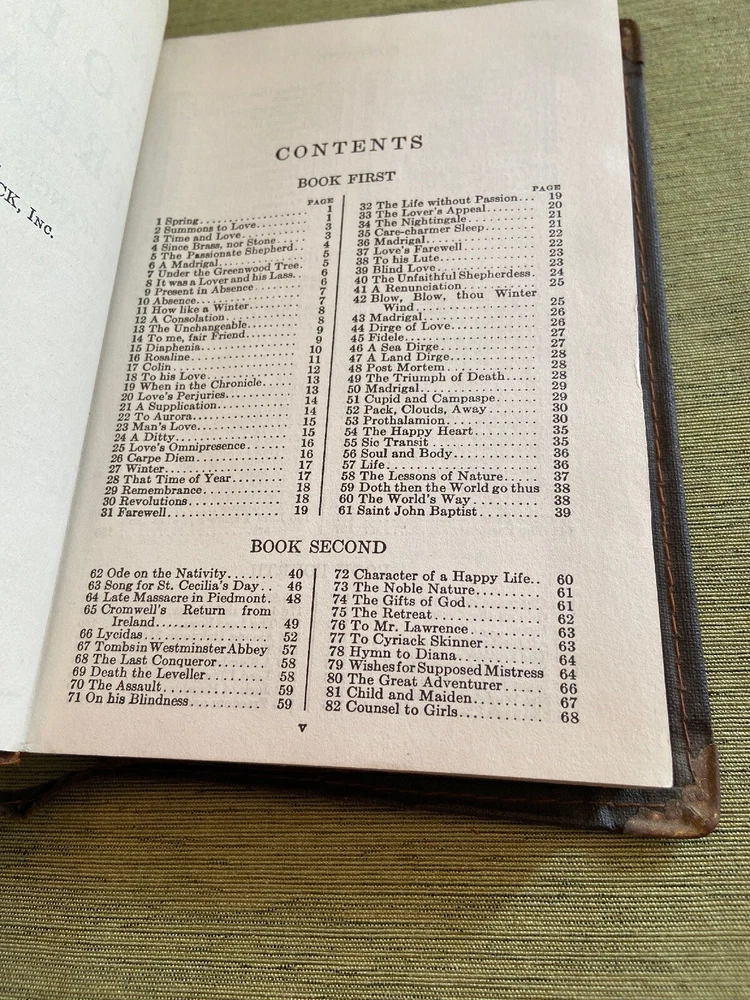 CK, Inc.
CONTENTS
BOOK FIRST
PAGE
1 Spring 1
2 Summons to Love 1
3 Time and Love 3
4 Since Brass, nor Stone 3
5 The Passionate Shepherd 4
6 A Madrigal 5
7 Under the Greenwood Tree 5
8 It was a Lover and his Lass 6
9 Present in Absence 6
10 Absence 7
11 How like a Winter 7
12 A Consolation 8
13 The Unchangeable 8
14 To me, fair Friend 9
15 Diaphenia 9
16 Rosaline 10
17 Colin 11
18 To his Love 12
19 When in the Chronicle 13
20 Love's Perjuries 13
21 A Supplication 14
22 To Aurora 14
23 Man's Love 15
24 A Ditty 15
25 Love's Omnipresence 16
26 Carpe Diem 16
27 Winter 17
28 That Time of Year 17
29 Remembrance 18
30 Revolutions 18
31 Farewell 19
PAGE
32 The Life without Passion 19
33 The Lover's Appeal 20
34 The Nightingale 21
35 Care-charmer Sleep 21
36 Madrigal 22
37 Love's Farewell 22
38 To his Lute 23
39 Blind Love 23
40 The Unfaithful Shepherdess 24
41 A Renunciation 25
42 Blow, Blow, thou Winter
Wind 25
43 Madrigal 26
44 Dirge of Love 26
45 Fidele 27
46 A Sea Dirge 27
47 A Land Dirge 28
48 Post Mortem 28
49 The Triumph of Death 28
50 Madrigal 29
51 Cupid and Campaspe 29
52 Pack, Clouds, Away 30
53 Prothalamion 30
54 The Happy Heart 35
55 Sic Transit 35
56 Soul and Body 36
57 Life 36
58 The Lessons of Nature 37
59 Doth then the World go thus 38
60 The World's Way 38
61 Saint John Baptist 39
BOOK SECOND
62 Ode on the Nativity 40
63 Song for St. Cecilia's Day 46
64 Late Massacre in Piedmont 48
65 Cromwell's Return from
Ireland 49
66 Lycidas 52
67 Tombs in Westminster Abbey 57
68 The Last Conqueror 58
69 Death the Leveller 58
70 The Assault 59
71 On his Blindness 59
72 Character of a Happy Life 60
73 The Noble Nature 61
74 The Gifts of God 61
75 The Retreat 62
76 To Mr. Lawrence 63
77 To Cyriack Skinner 63
78 Hymn to Diana 64
79 Wishes for Supposed Mistress 64
80 The Great Adventurer 66
81 Child and Maiden 67
82 Counsel to Girls 68
v